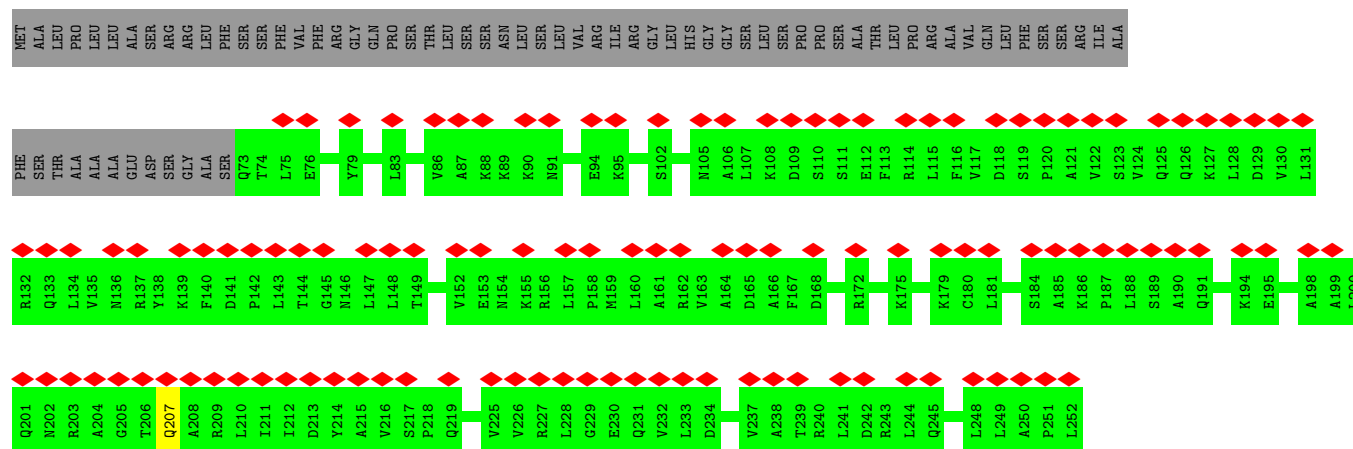 MET ALA LEU PRO LEU LEU ALA SER ARG ARG LEU PHE SER SER PHE VAL PHE ARG GLY GLN PRO SER THR LEU SER SER ASN LEU SER LEU VAL ARG ILE ARG GLY LEU HIS GLY GLY SER LEU SER PRO PRO SER ALA THR LEU PRO ARG ALA VAL GLN LEU PHE SER SER ARG ILE ALA
PHE SER THR ALA ALA ALA GLU ASP SER GLY ALA SER Q73 T74 L75 E76 Y79 L83 V86 A87 K88 K89 K90 N91 E94 K95 S102 N105 A106 L107 K108 D109 S110 S111 E112 F113 R114 L115 F116 V117 D118 S119 P120 A121 V122 S123 V124 Q125 Q126 K127 L128 D129 V130 L131
R132 Q133 L134 V135 N136 R137 Y138 K139 F140 D141 P142 L143 T144 G145 N146 L147 L148 T149 V152 E153 N154 K155 R156 L157 P158 M159 L160 A161 R162 V163 A164 D165 A166 F167 D168 R172 K175 K179 C180 L181 S184 A185 K186 P187 L188 S189 A190 Q191 K194 E195 A198 A199 L200
Q201 N202 R203 A204 G205 T206 Q207 A208 R209 L210 I211 I212 D213 Y214 A215 V216 S217 P218 Q219 V225 V226 R227 L228 G229 E230 Q231 V232 L233 D234 V237 A238 T239 R240 L241 D242 R243 L244 Q245 L248 L249 A250 P251 L252